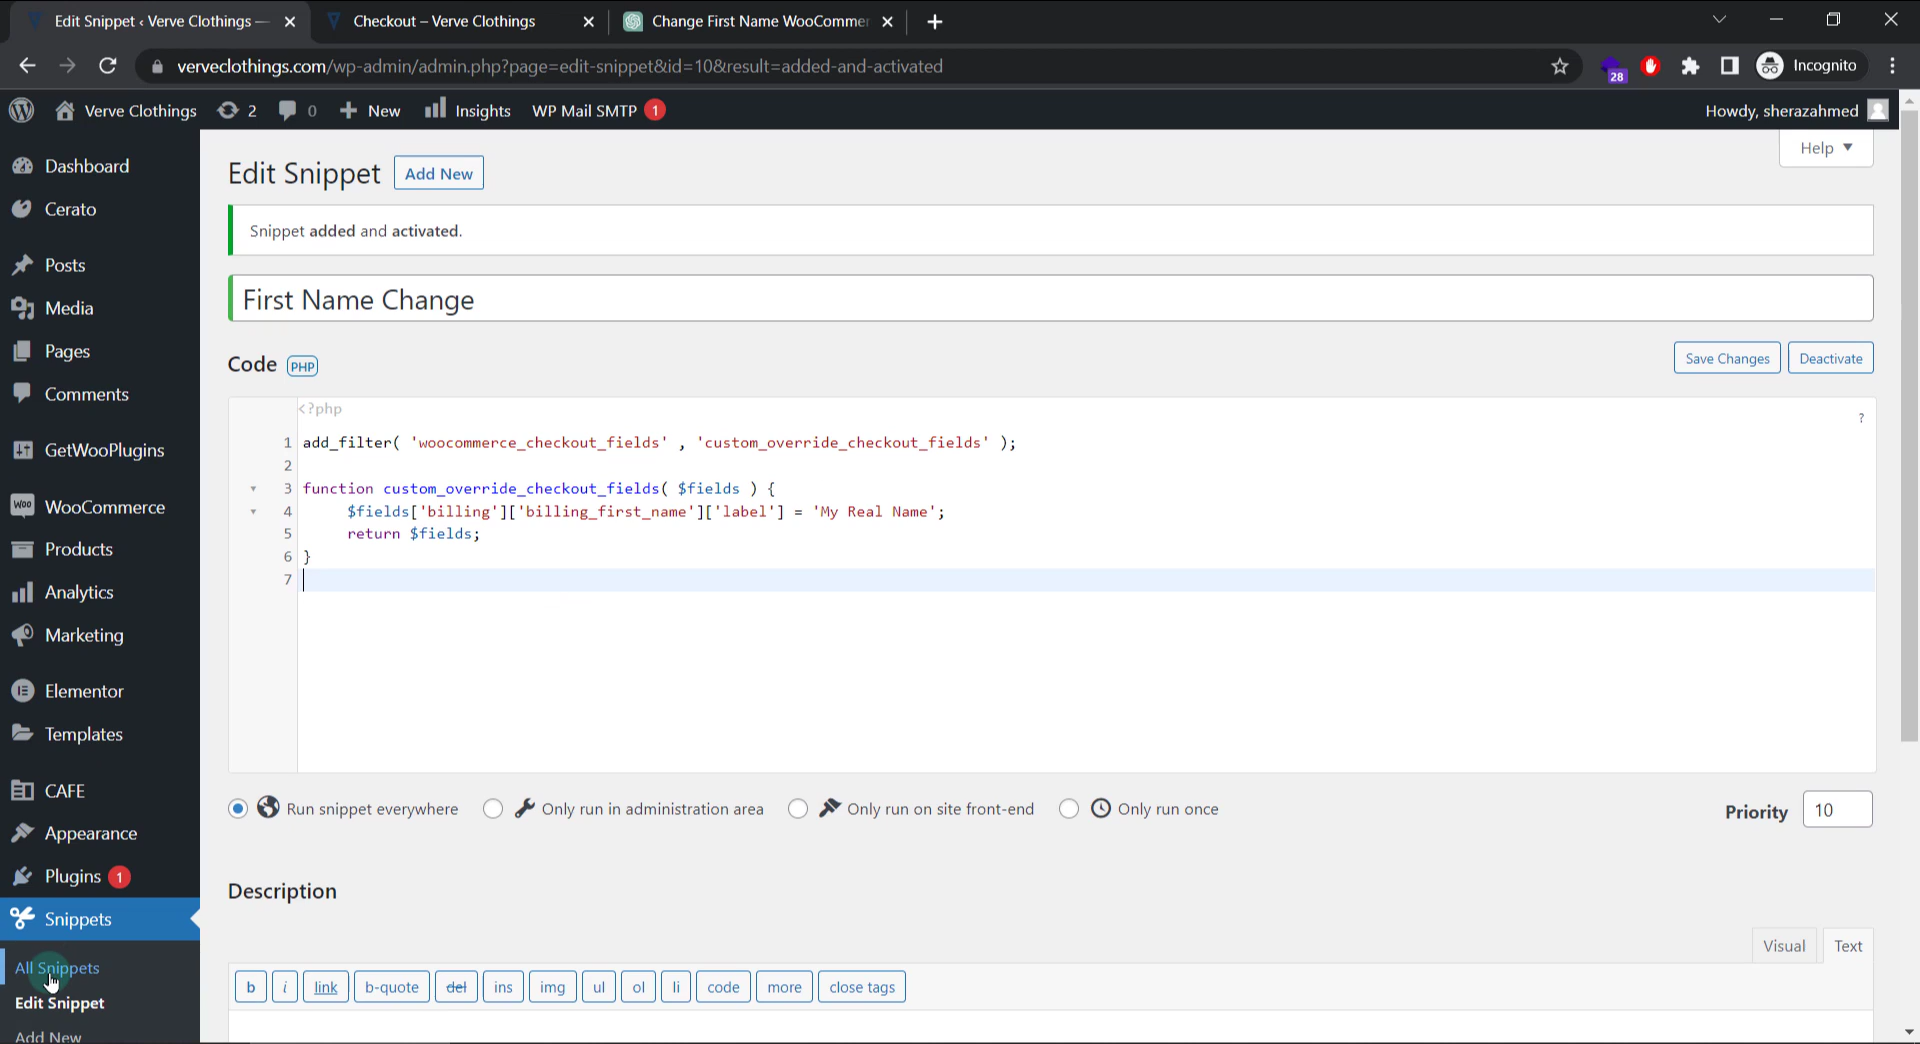 Edit Snippet ‹ Verve Clothings —
Checkout – Verve Clothings
Change First Name WooCommer
verveclothings.com/wp-admin/admin.php?page=edit-snippet&id=10&result=added-and-activated
28
Incognito
Verve Clothings
2
0
New
Insights
WP Mail SMTP 1
Howdy, sherazahmed
Dashboard
Cerato
Posts
Media
Pages
Comments
GetWooPlugins
Woo WooCommerce
Products
Analytics
Marketing
Elementor
Templates
CAFE
Appearance
Plugins 1
Snippets
All Snippets
Edit Snippet
Add New
Help
Edit Snippet Add New
Snippet added and activated.
First Name Change
Code PHP
Save Changes Deactivate
<?php
?
1 add_filter( 'woocommerce_checkout_fields' , 'custom_override_checkout_fields' );
2
3 function custom_override_checkout_fields( $fields ) {
4 $fields['billing']['billing_first_name']['label'] = 'My Real Name';
5 return $fields;
6 }
7
Run snippet everywhere Only run in administration area Only run on site front-end Only run once
Priority 10
Description
Visual Text
b i link b-quote del ins img ul ol li code more close tags